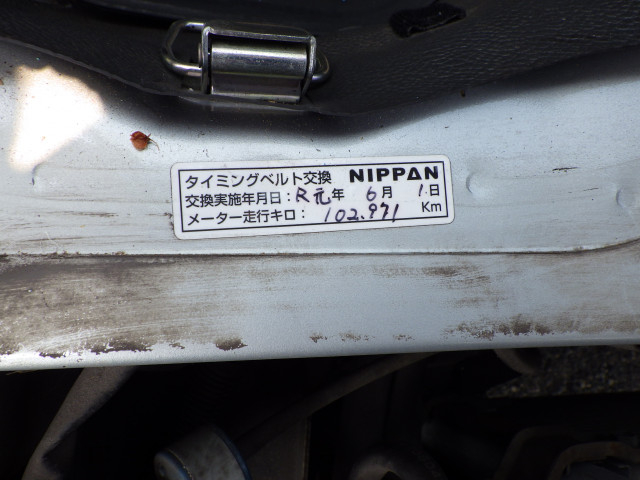 タイミングベルト交換 NIPPAN
交換実施年月日：R元年 6月 1日
メーター走行キロ： 102.971 Km